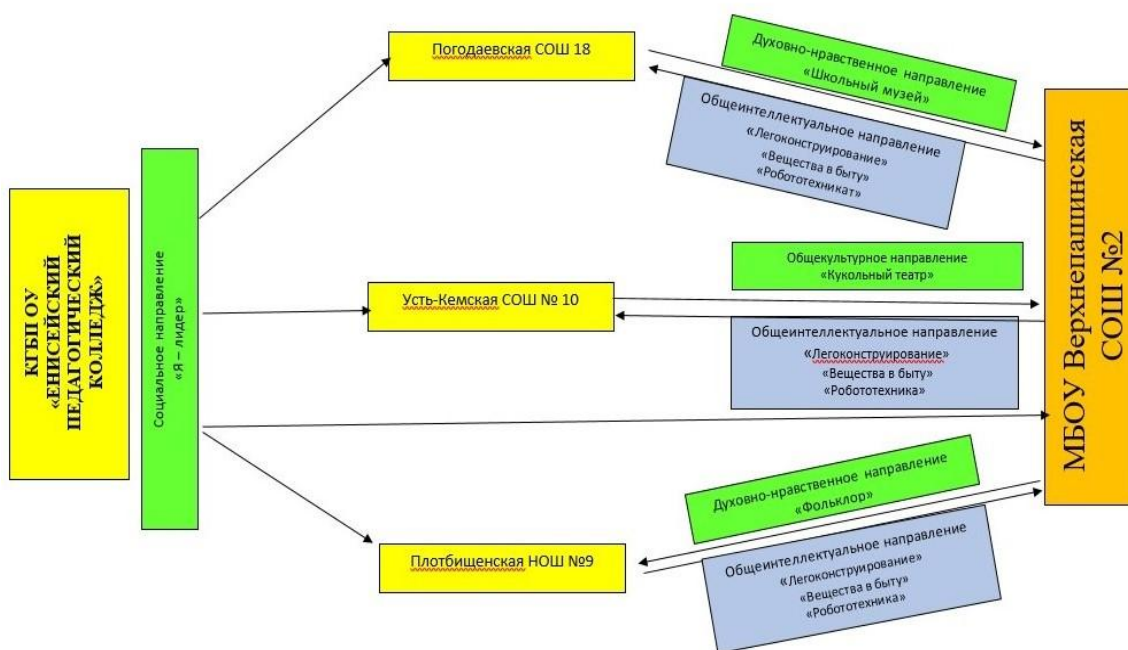 КГБП ОУ
«ЕНИСЕЙСКИЙ
ПЕДАГОГИЧЕСКИЙ
КОЛЛЕДЖ»
Социальное направление
«Я – лидер»
Погодаевская СОШ 18
Духовно-нравственное направление
«Школьный музей»
Общеинтеллектуальное направление
«Легоконструирование»
«Вещества в быту»
«Робототехникат»
Усть-Кемская СОШ № 10
Общекультурное направление
«Кукольный театр»
Общеинтеллектуальное направление
«Легоконструирование»
«Вещества в быту»
«Робототехника»
Плотбищенская НОШ №9
Духовно-нравственное направление
«Фольклор»
Общеинтеллектуальное направление
«Легоконструирование»
«Вещества в быту»
«Робототехника»
МБОУ Верхнепашинская
СОШ №2